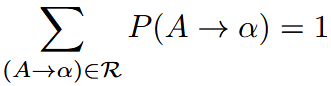 ∑ P(A → α) = 1
(A→α)∈ℛ